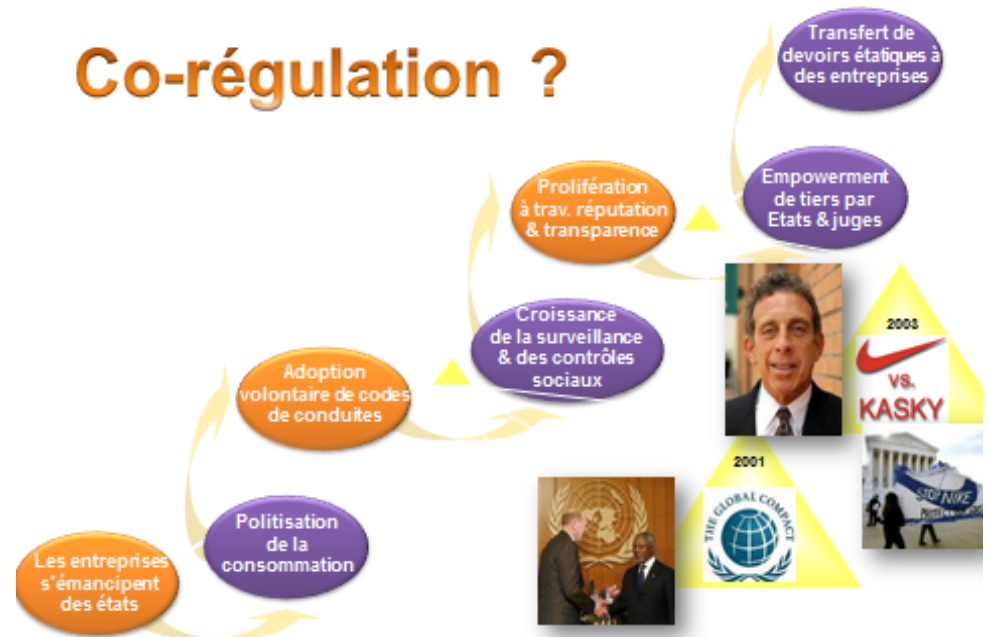 Co-régulation ?
Transfert de
devoirs étatiques à
des entreprises
Empowerment
de tiers par
Etats & juges
Prolifération
à trav. réputation
& transparence
Croissance
de la surveillance
& des contrôles
sociaux
Adoption
volontaire de codes
de conduites
Politisation
de la
consommation
Les entreprises
s'émancipent
des états
2003
VS.
KASKY
2001
THE GLOBAL COMPACT
STOP NIKE